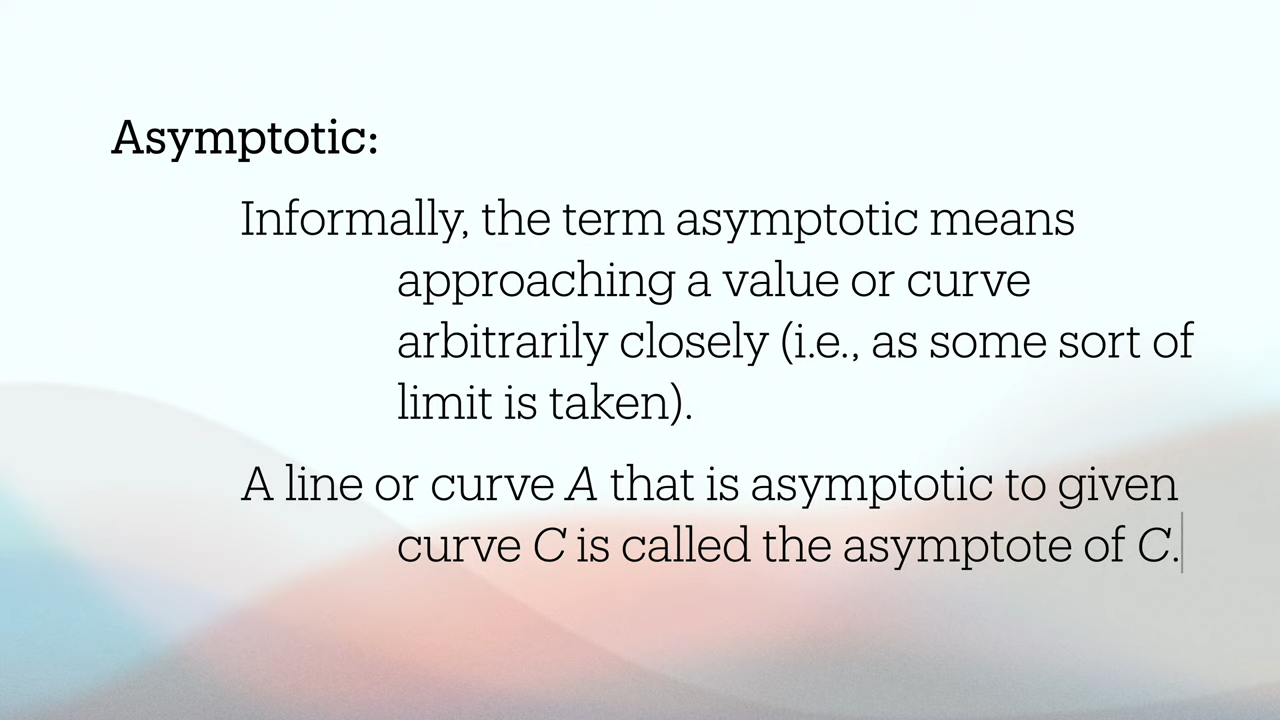 Asymptotic:
Informally, the term asymptotic means
approaching a value or curve
arbitrarily closely (i.e., as some sort of
limit is taken).
A line or curve A that is asymptotic to given
curve C is called the asymptote of C.